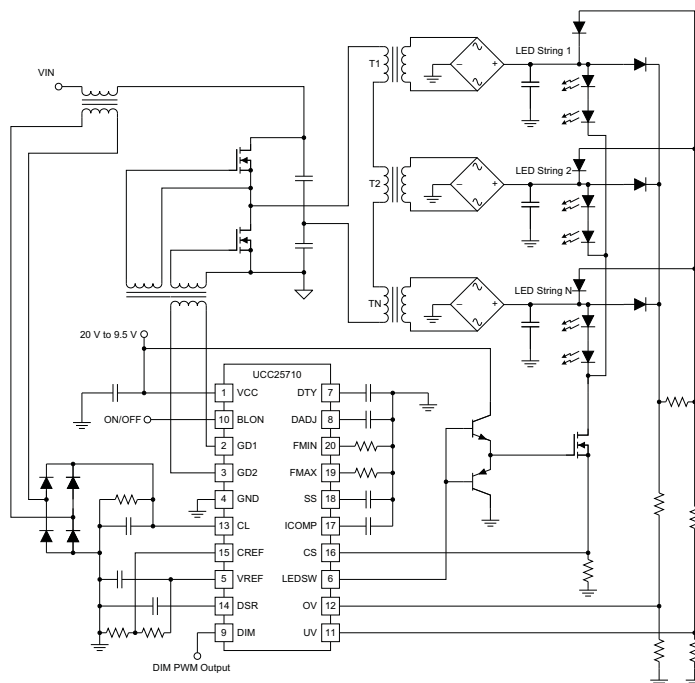 LED String 1
VIN
T1
LED String 2
T2
LED String N
TN
20 V to 9.5 V
UCC25710
1 VCC DTY 7
ON/OFF 10 BLON DADJ 8
2 GD1 FMIN 20
3 GD2 FMAX 19
4 GND SS 18
13 CL ICOMP 17
15 CREF CS 16
5 VREF LEDSW 6
14 DSR OV 12
9 DIM UV 11
DIM PWM Output